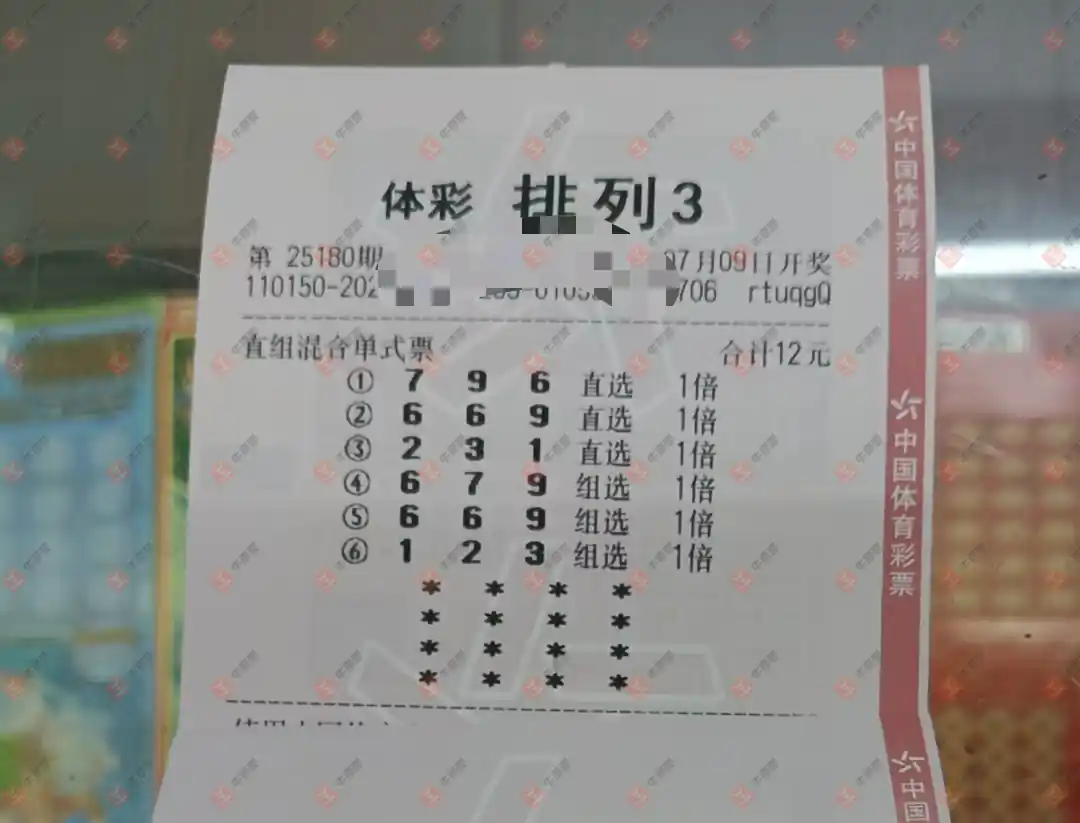 体彩 排列3
第 25180期 07月09日开奖
110150-202 706 rtuqgQ
直组混合单式票 合计12元
① 7 9 6 直选 1倍
② 6 6 9 直选 1倍
③ 2 3 1 直选 1倍
④ 6 7 9 组选 1倍
⑤ 6 6 9 组选 1倍
⑥ 1 2 3 组选 1倍
* * * *
* * * *
* * * *
* * * *
中国体育彩票
中国体育彩票
中国